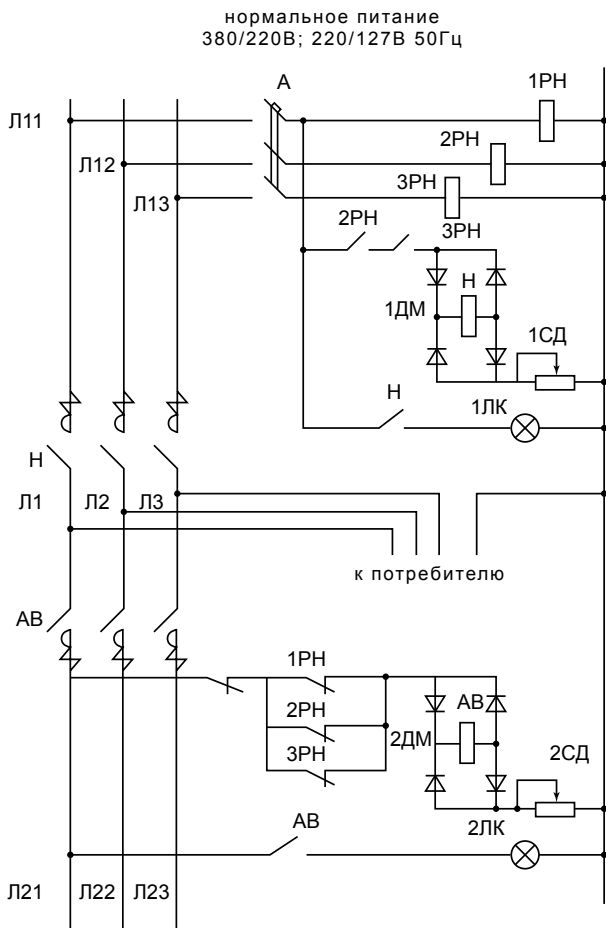 нормальное питание
380/220В; 220/127В 50Гц
А
1РН
Л11
2РН
Л12
3РН
Л13
2РН
3РН
Н
1ДМ
1СД
Н
1ЛК
Н
Л1
Л2
Л3
к потребителю
АВ
1РН
2РН
АВ
2ДМ
3РН
2СД
АВ
2ЛК
Л21
Л22
Л23